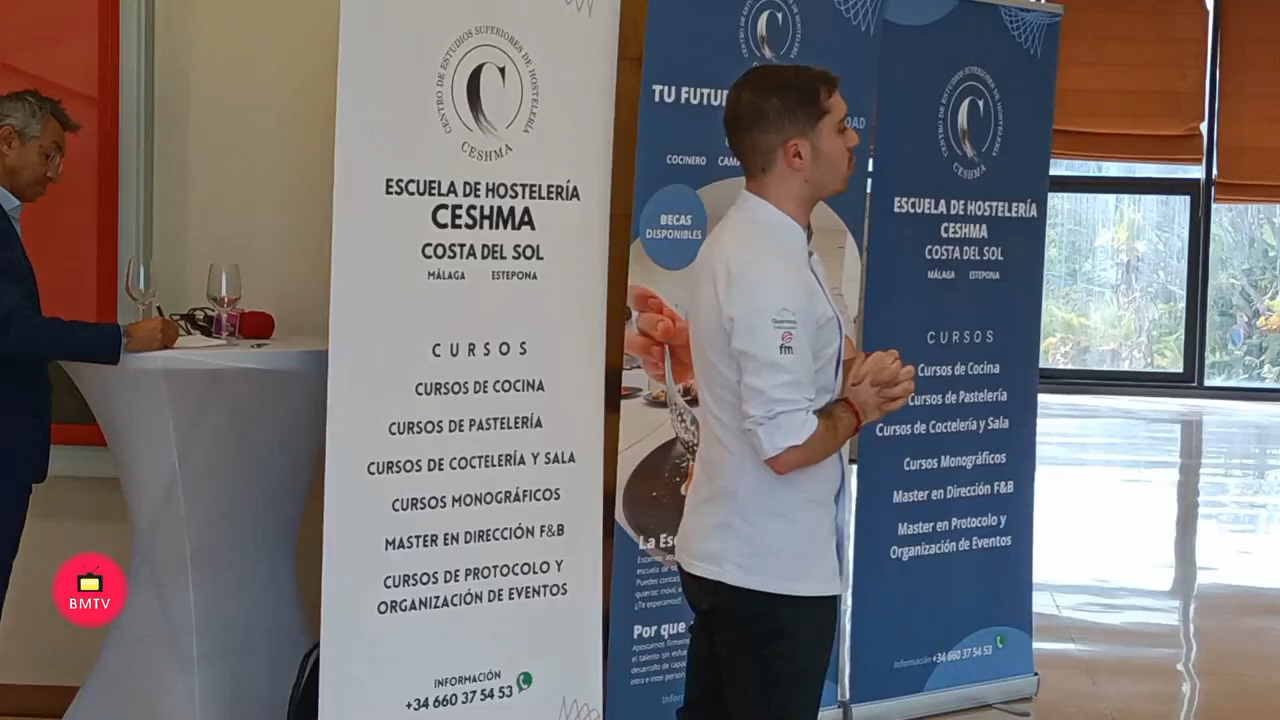 CENTRO DE ESTUDIOS SUPERIORES DE HOSTELERÍA
CESHMA
ESCUELA DE HOSTELERÍA
CESHMA
COSTA DEL SOL
MÁLAGA ESTEPONA
CURSOS
CURSOS DE COCINA
CURSOS DE PASTELERÍA
CURSOS DE COCTELERÍA Y SALA
CURSOS MONOGRÁFICOS
MASTER EN DIRECCIÓN F&B
CURSOS DE PROTOCOLO Y
ORGANIZACIÓN DE EVENTOS
INFORMACIÓN
+34 660 37 54 53
TU
COCINERO
BECAS
DISPONIBLES
La
Por que
fm
CENTRO DE ESTUDIOS SUPERIORES DE HOSTELERÍA
CESHMA
ESCUELA DE HOSTELERÍA
CESHMA
COSTA DEL SOL
MÁLAGA ESTEPONA
CURSOS
Cursos de Cocina
Cursos de Pastelería
Cursos de Coctelería y Sala
Cursos Monográficos
Master en Dirección F&B
Master en Protocolo y
Organización de Eventos
Información +34 660 37 54 53
BMTV